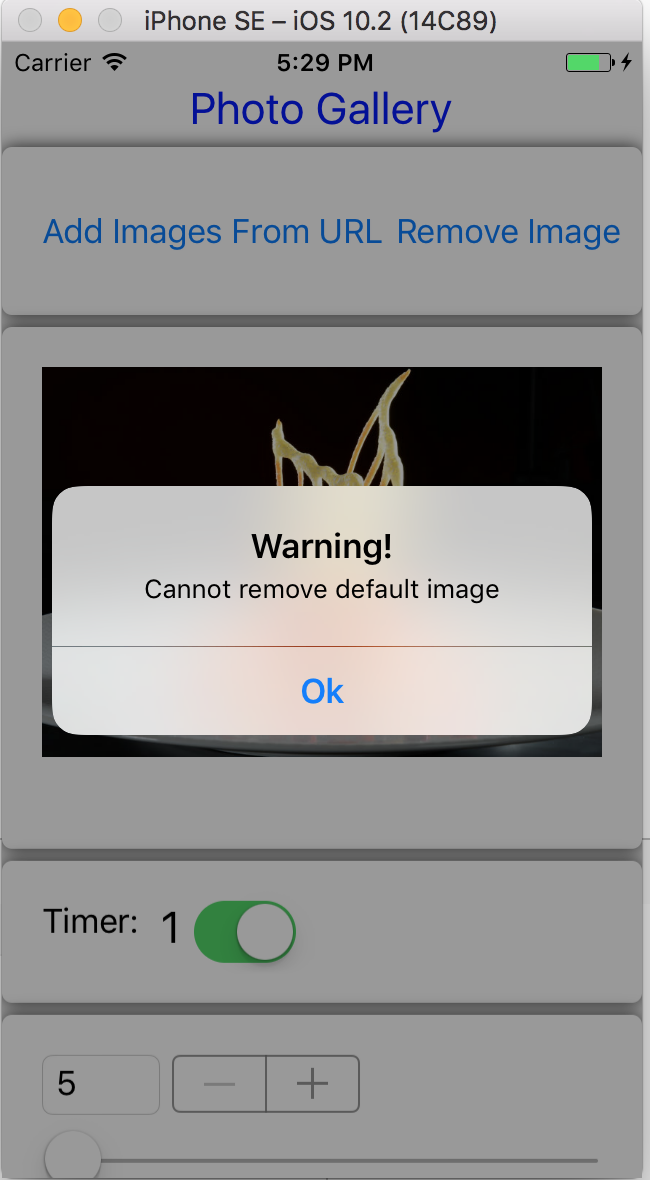 iPhone SE – iOS 10.2 (14C89)
Carrier 5:29 PM
Photo Gallery
Add Images From URL Remove Image
Warning!
Cannot remove default image
Ok
Timer: 1
5 − +